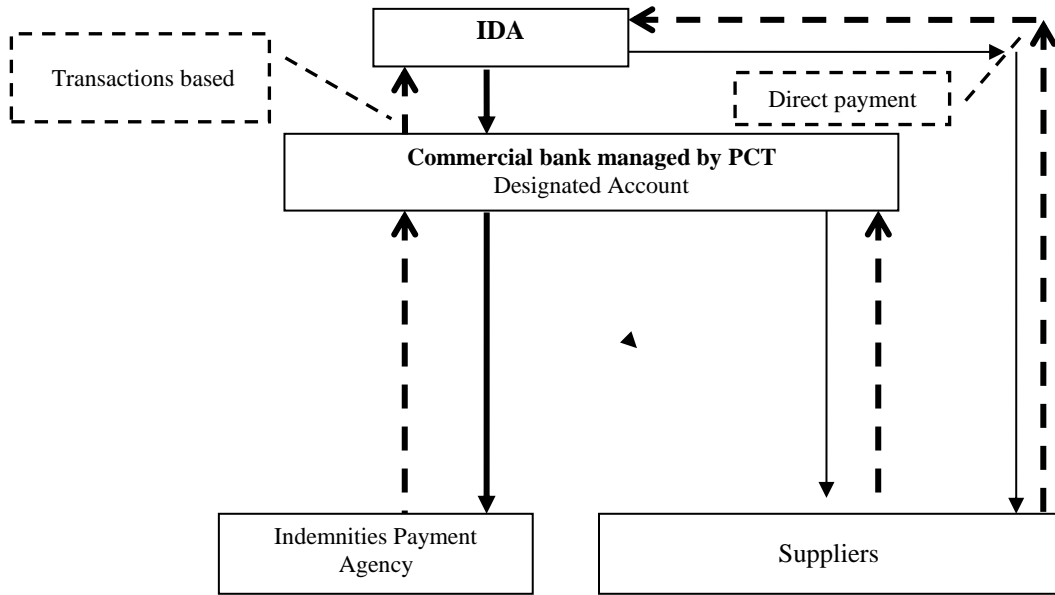 IDA
Transactions based
Direct payment
Commercial bank managed by PCT
Designated Account
Indemnities Payment
Agency
Suppliers